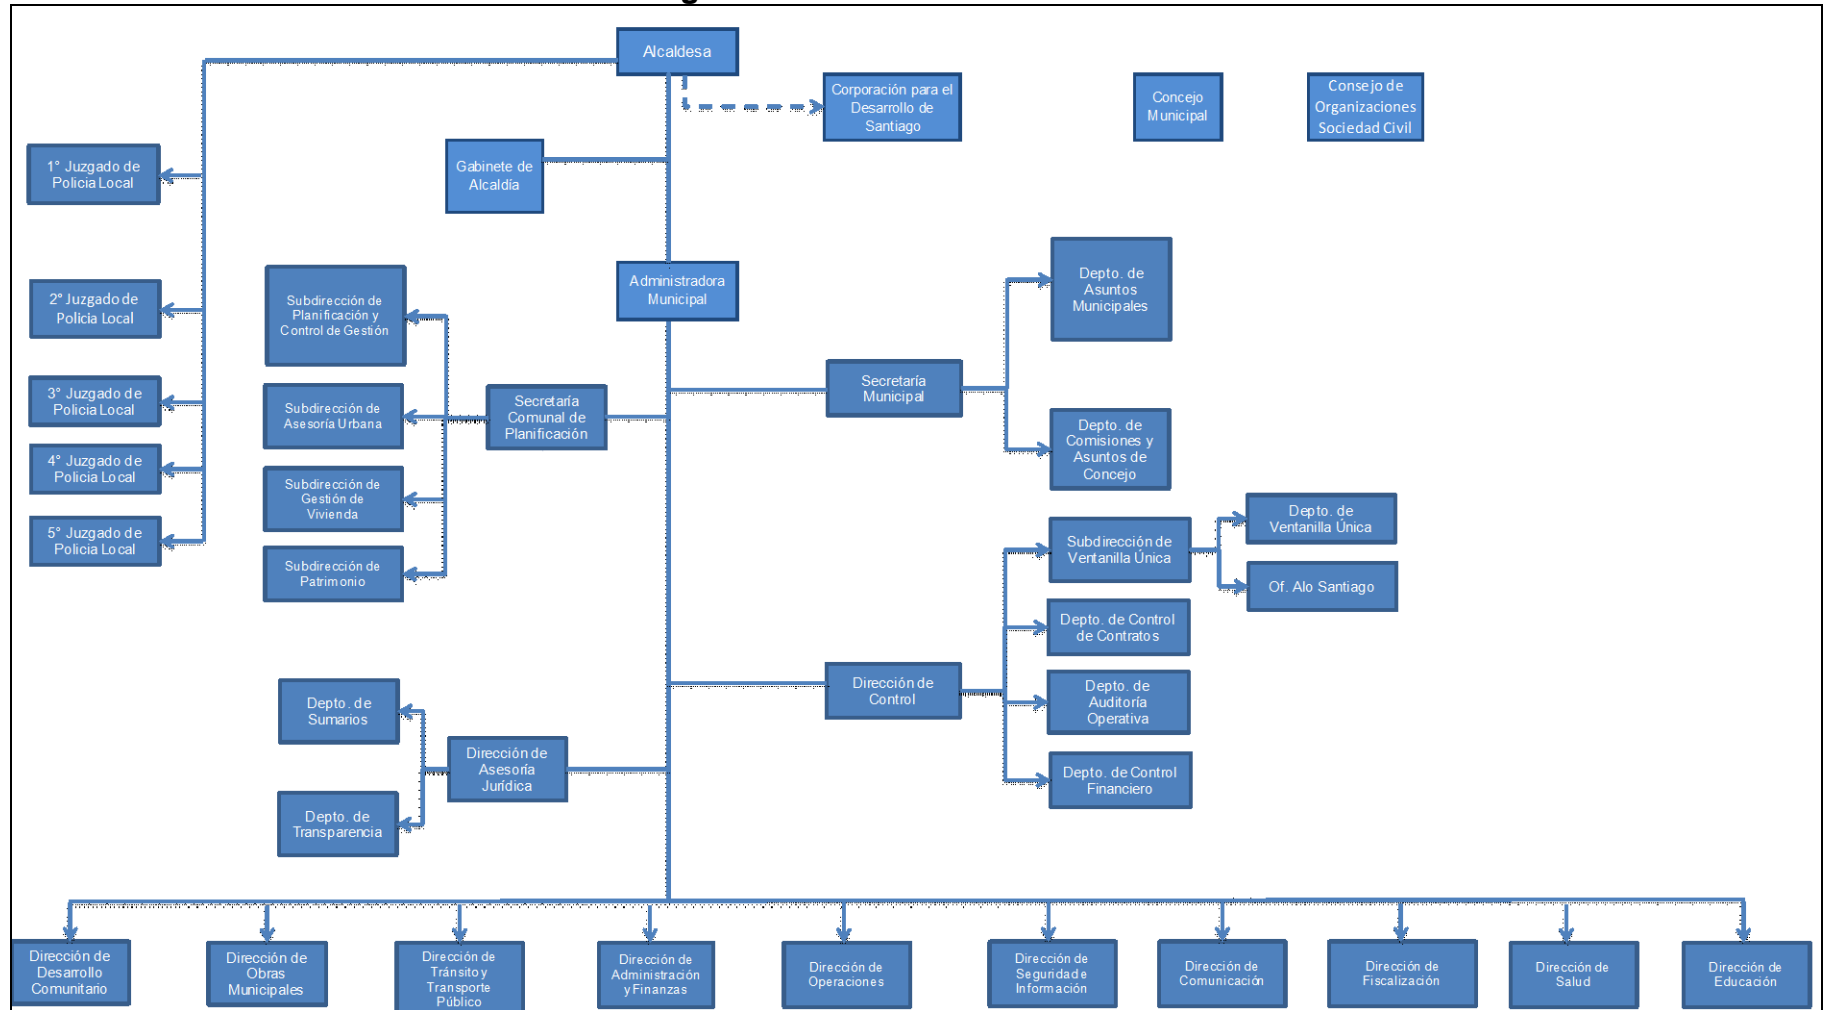 Alcaldesa
Corporación para el
Desarrollo de
Santiago
Concejo
Municipal
Consejo de
Organizaciones
Sociedad Civil
Gabinete de
Alcaldía
1° Juzgado de
Policia Local
2° Juzgado de
Policia Local
3° Juzgado de
Policia Local
4° Juzgado de
Policia Local
5° Juzgado de
Policia Local
Administradora
Municipal
Subdirección de
Planificación y
Control de Gestión
Subdirección de
Asesoría Urbana
Subdirección de
Gestión de
Vivienda
Subdirección de
Patrimonio
Secretaría
Comunal de
Planificación
Secretaría
Municipal
Depto. de
Asuntos
Municipales
Depto. de
Comisiones y
Asuntos de
Concejo
Subdirección de
Ventanilla Única
Depto. de
Ventanilla Única
Of. Alo Santiago
Depto. de Control
de Contratos
Depto. de
Auditoría
Operativa
Depto. de Control
Financiero
Dirección de
Control
Depto. de
Sumarios
Depto. de
Transparencia
Dirección de
Asesoría
Jurídica
Dirección de
Desarrollo
Comunitario
Dirección de
Obras
Municipales
Dirección de
Tránsito y
Transporte
Público
Dirección de
Administración
y Finanzas
Dirección de
Operaciones
Dirección de
Seguridad e
Información
Dirección de
Comunicación
Dirección de
Fiscalización
Dirección de
Salud
Dirección de
Educación